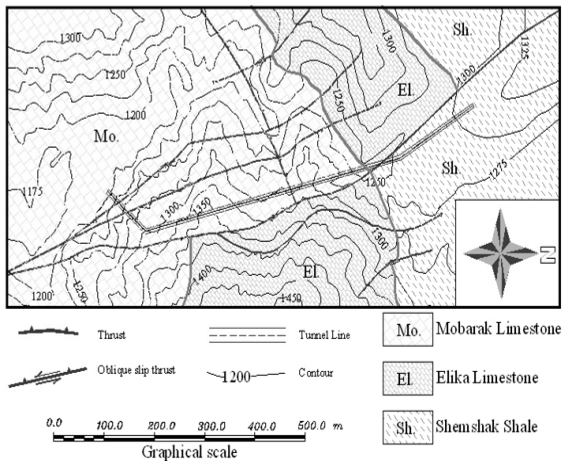 1300
1250
1200
Mo.
1175
1200
1250
1300
1350
1400
1450
El.
1300
1250
1300
1250
El.
Sh.
1300
1325
Sh.
1275
N
Thrust
Oblique slip thrust
Tunnel Line
1200
Contour
Mo. Mobarak Limestone
El. Elika Limestone
Sh. Shemshak Shale
0.0 100.0 200.0 300.0 400.0 500.0 m
Graphical scale